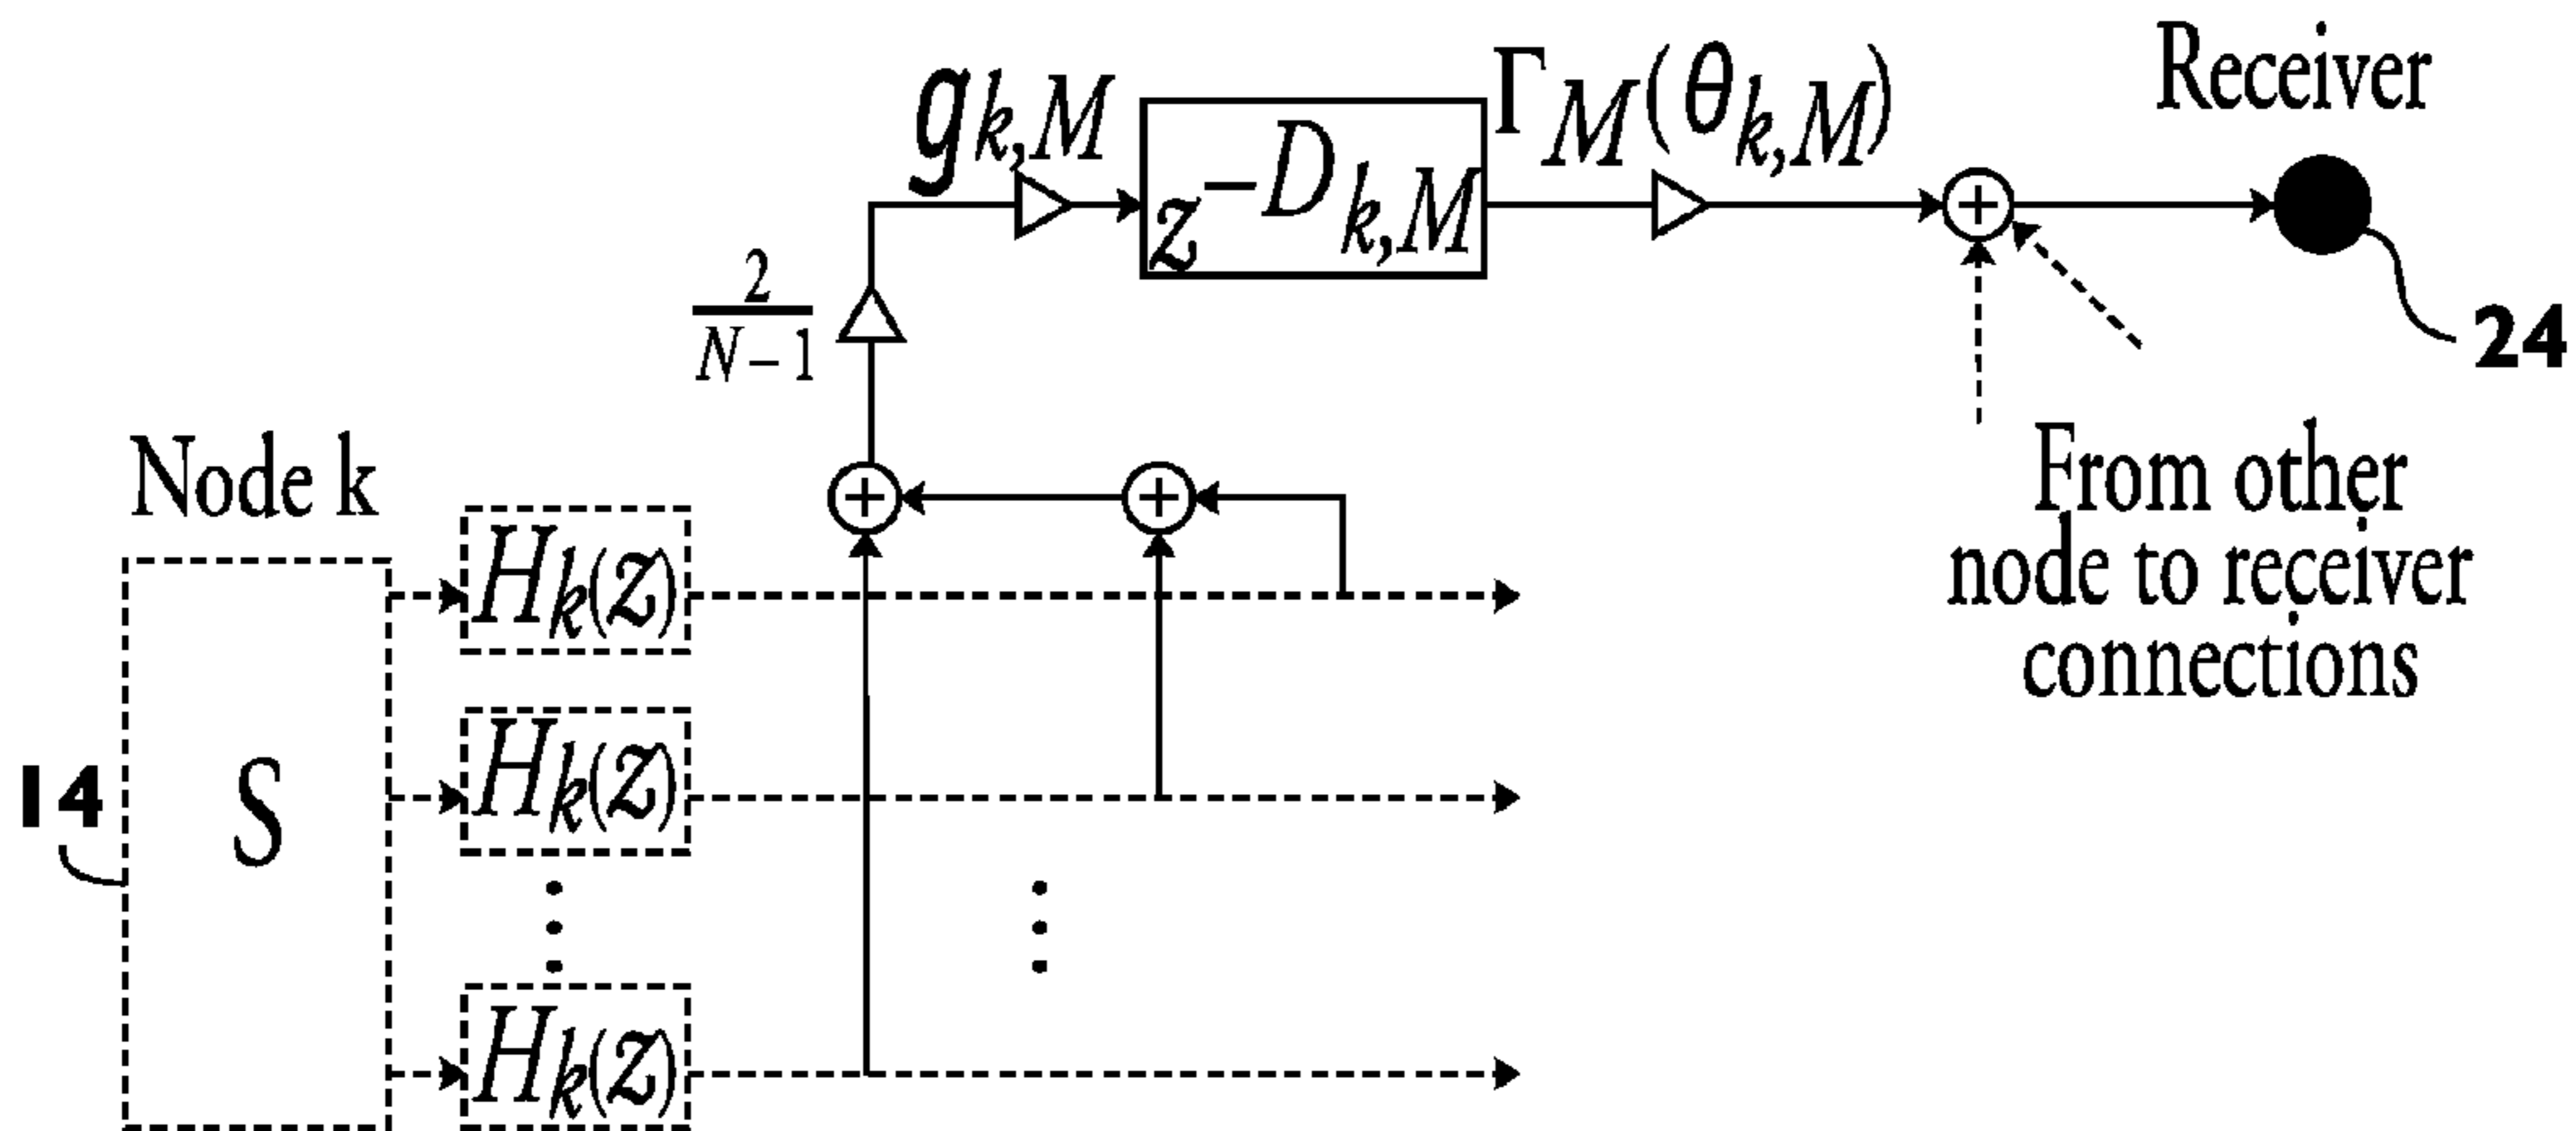 Receiver
g_{k,M}
z^{-D_{k,M}}
Γ_M(θ_{k,M})
2
N-1
24
Node k
From other
node to receiver
connections
H_k(z)
H_k(z)
14
S
H_k(z)